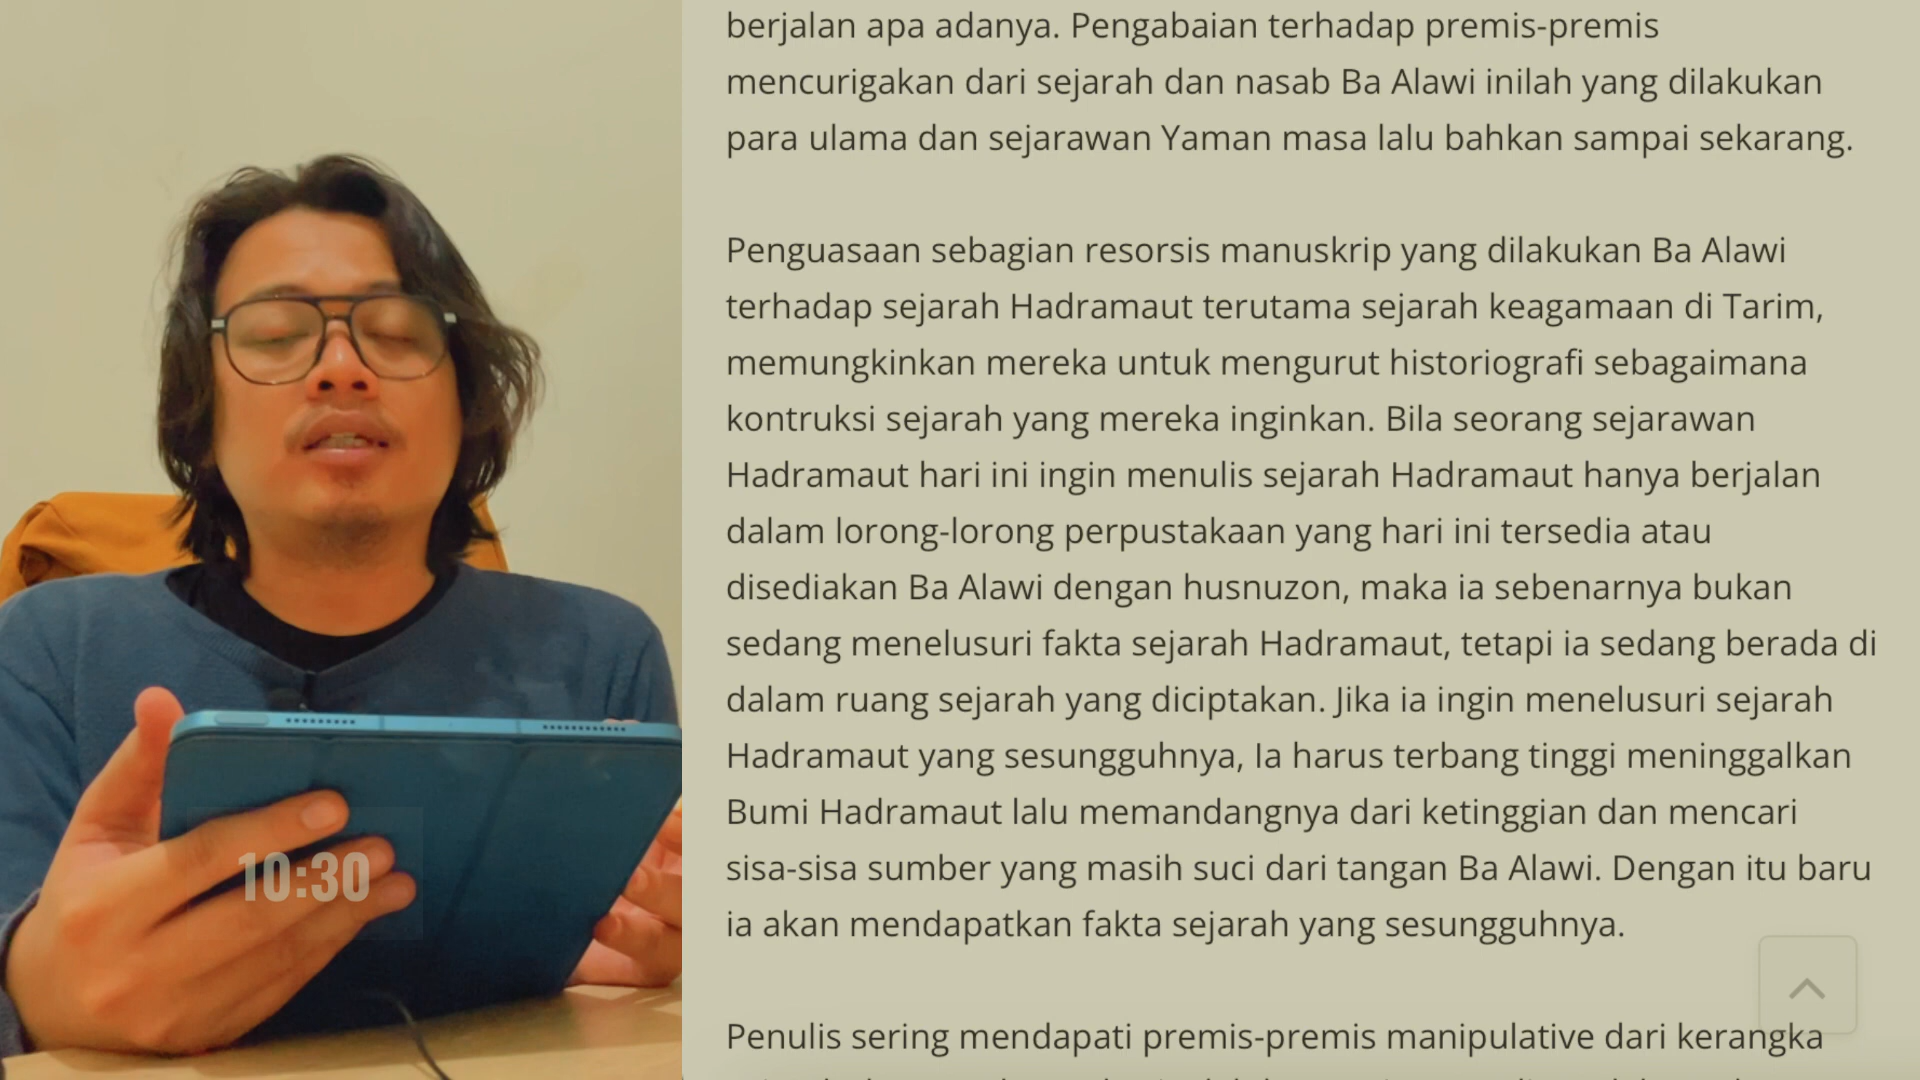 berjalan apa adanya. Pengabaian terhadap premis-premis
mencurigakan dari sejarah dan nasab Ba Alawi inilah yang dilakukan
para ulama dan sejarawan Yaman masa lalu bahkan sampai sekarang.
Penguasaan sebagian resorsis manuskrip yang dilakukan Ba Alawi
terhadap sejarah Hadramaut terutama sejarah keagamaan di Tarim,
memungkinkan mereka untuk mengurut historiografi sebagaimana
kontruksi sejarah yang mereka inginkan. Bila seorang sejarawan
Hadramaut hari ini ingin menulis sejarah Hadramaut hanya berjalan
dalam lorong-lorong perpustakaan yang hari ini tersedia atau
disediakan Ba Alawi dengan husnuzon, maka ia sebenarnya bukan
sedang menelusuri fakta sejarah Hadramaut, tetapi ia sedang berada di
dalam ruang sejarah yang diciptakan. Jika ia ingin menelusuri sejarah
Hadramaut yang sesungguhnya, Ia harus terbang tinggi meninggalkan
Bumi Hadramaut lalu memandangnya dari ketinggian dan mencari
sisa-sisa sumber yang masih suci dari tangan Ba Alawi. Dengan itu baru
ia akan mendapatkan fakta sejarah yang sesungguhnya.
Penulis sering mendapati premis-premis manipulative dari kerangka
10:30